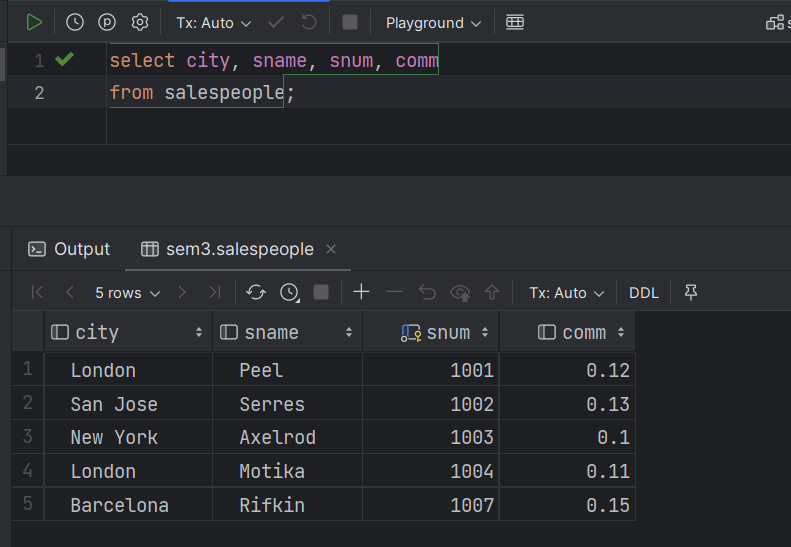 Tx: Auto Playground s
1 select city, sname, snum, comm
2 from salespeople;
Output sem3.salespeople
5 rows Tx: Auto DDL
city sname snum comm
1 London Peel 1001 0.12
2 San Jose Serres 1002 0.13
3 New York Axelrod 1003 0.1
4 London Motika 1004 0.11
5 Barcelona Rifkin 1007 0.15